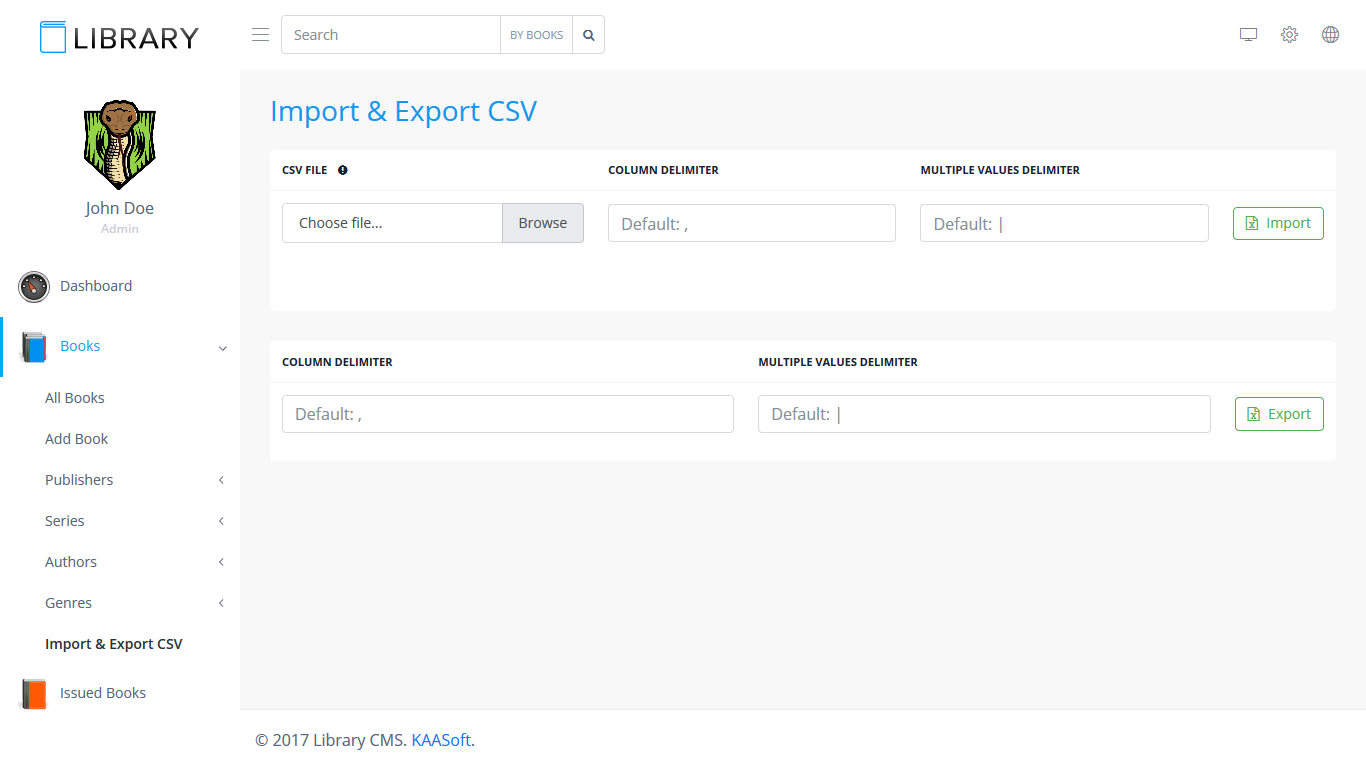 LIBRARY
Search
BY BOOKS
John Doe
Admin
Dashboard
Books
All Books
Add Book
Publishers
Series
Authors
Genres
Import & Export CSV
Issued Books
Import & Export CSV
CSV FILE
COLUMN DELIMITER
MULTIPLE VALUES DELIMITER
Choose file...
Browse
Default: ,
Default: |
Import
COLUMN DELIMITER
MULTIPLE VALUES DELIMITER
Default: ,
Default: |
Export
© 2017 Library CMS. KAASoft.